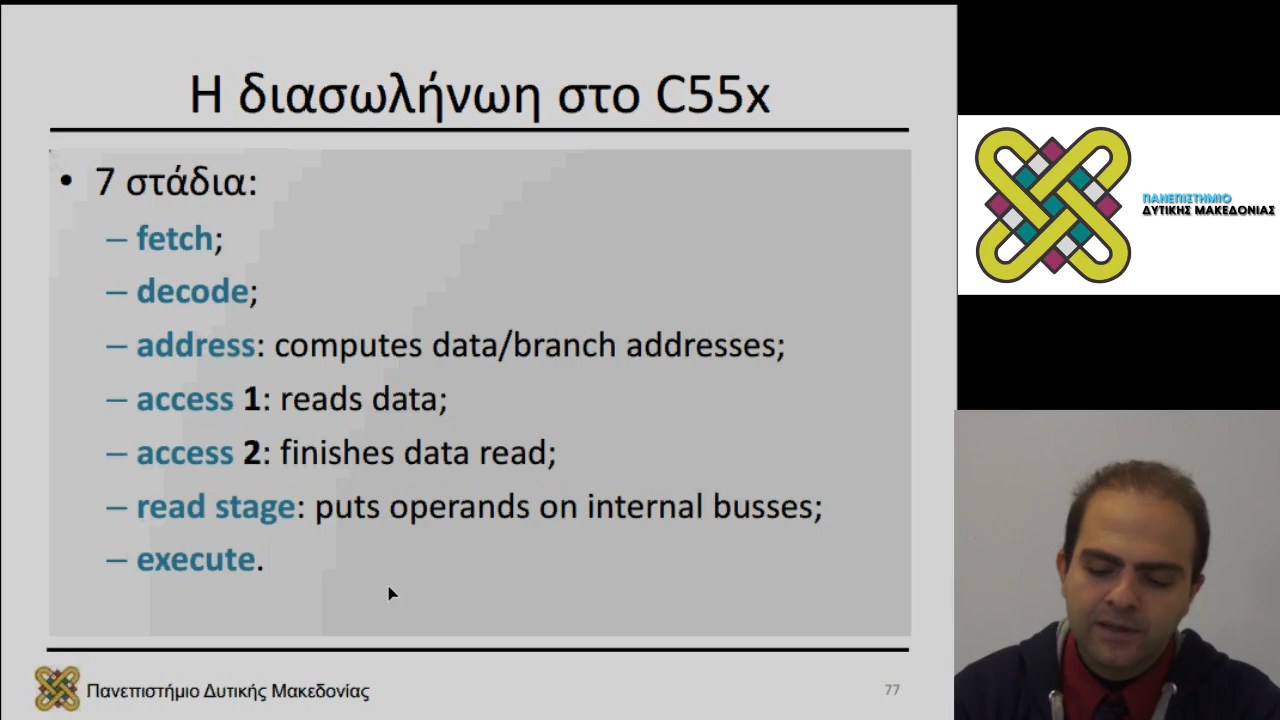 Η διασωλήνωη στο C55x
• 7 στάδια:
– fetch;
– decode;
– address: computes data/branch addresses;
– access 1: reads data;
– access 2: finishes data read;
– read stage: puts operands on internal busses;
– execute.
Πανεπιστήμιο Δυτικής Μακεδονίας
77
ΠΑΝΕΠΙΣΤΗΜΙΟ
ΔΥΤΙΚΗΣ ΜΑΚΕΔΟΝΙΑΣ